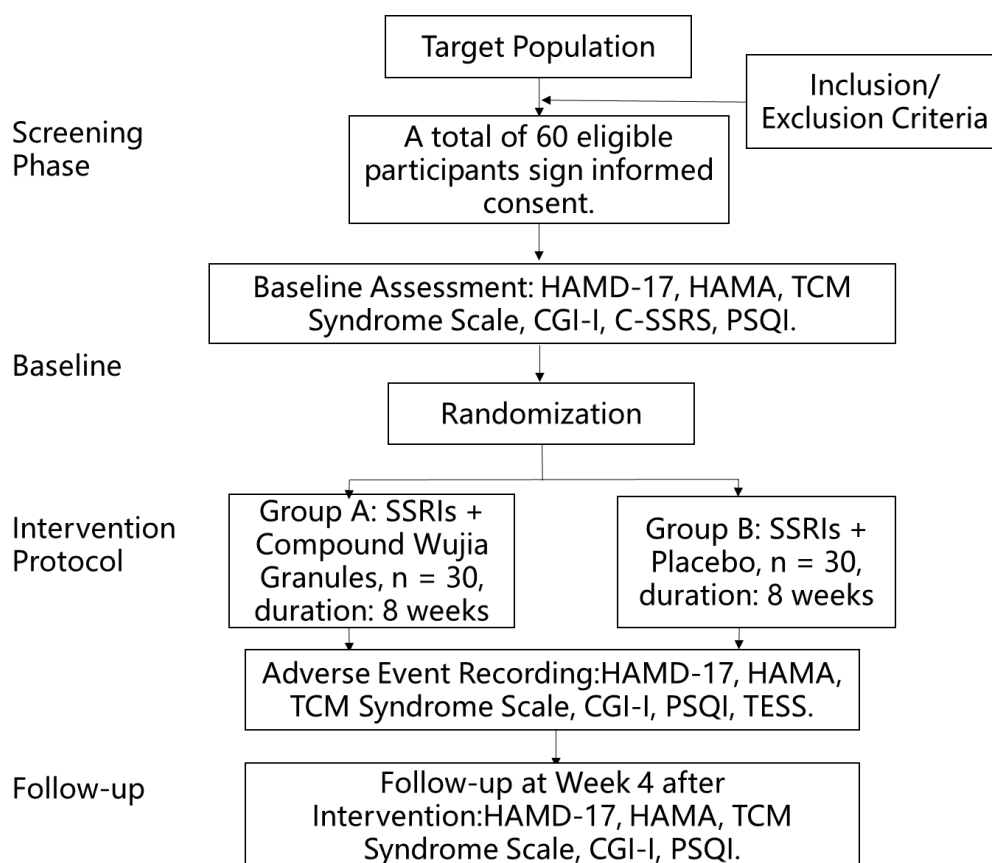 Target Population
Inclusion/
Exclusion Criteria
Screening
Phase
A total of 60 eligible
participants sign informed
consent.
Baseline Assessment: HAMD-17, HAMA, TCM
Syndrome Scale, CGI-I, C-SSRS, PSQI.
Baseline
Randomization
Intervention
Protocol
Group A: SSRIs +
Compound Wujia
Granules, n = 30,
duration: 8 weeks
Group B: SSRIs +
Placebo, n = 30,
duration: 8 weeks
Adverse Event Recording:HAMD-17, HAMA,
TCM Syndrome Scale, CGI-I, PSQI, TESS.
Follow-up
Follow-up at Week 4 after
Intervention:HAMD-17, HAMA, TCM
Syndrome Scale, CGI-I, PSQI.